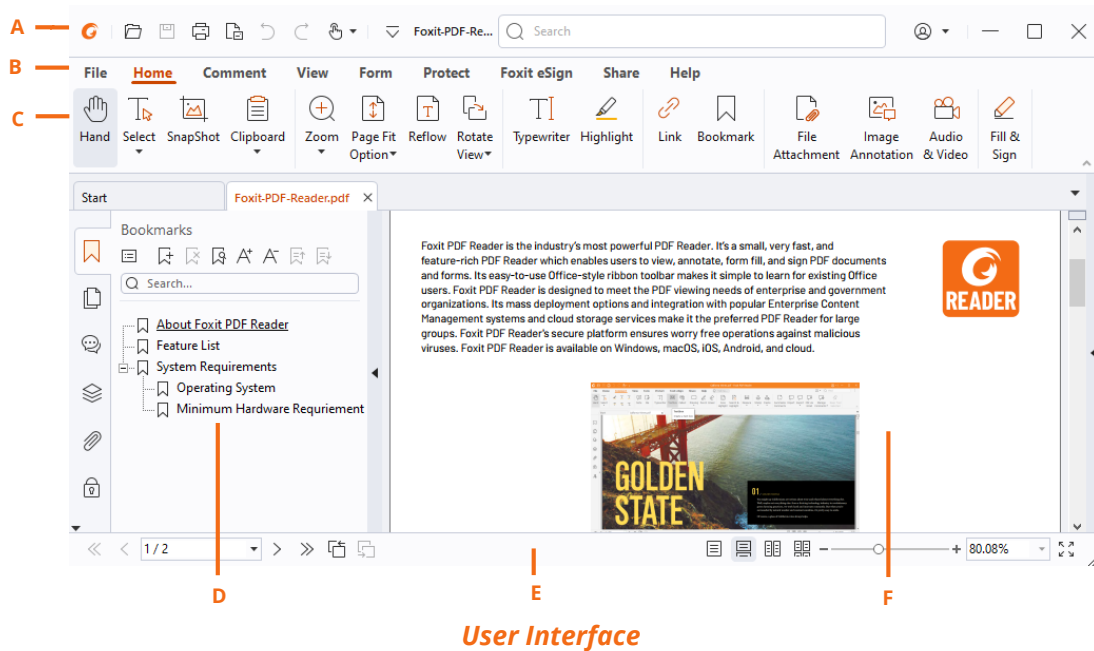 A
Foxit-PDF-Re...
Search
B
File Home Comment View Form Protect Foxit eSign Share Help
C
Hand Select SnapShot Clipboard Zoom Page Fit Option Reflow Rotate View Typewriter Highlight Link Bookmark File Attachment Image Annotation Audio & Video Fill & Sign
Start
Foxit-PDF-Reader.pdf
Bookmarks
Search...
About Foxit PDF Reader
Feature List
System Requirements
Operating System
Minimum Hardware Requriement
Foxit PDF Reader is the industry's most powerful PDF Reader. It's a small, very fast, and
feature-rich PDF Reader which enables users to view, annotate, form fill, and sign PDF documents
and forms. Its easy-to-use Office-style ribbon toolbar makes it simple to learn for existing Office
users. Foxit PDF Reader is designed to meet the PDF viewing needs of enterprise and government
organizations. Its mass deployment options and integration with popular Enterprise Content
Management systems and cloud storage services make it the preferred PDF Reader for large
groups. Foxit PDF Reader's secure platform ensures worry free operations against malicious
viruses. Foxit PDF Reader is available on Windows, macOS, iOS, Android, and cloud.
READER
GOLDEN
STATE
01
1 / 2
80.08%
D
E
F
User Interface